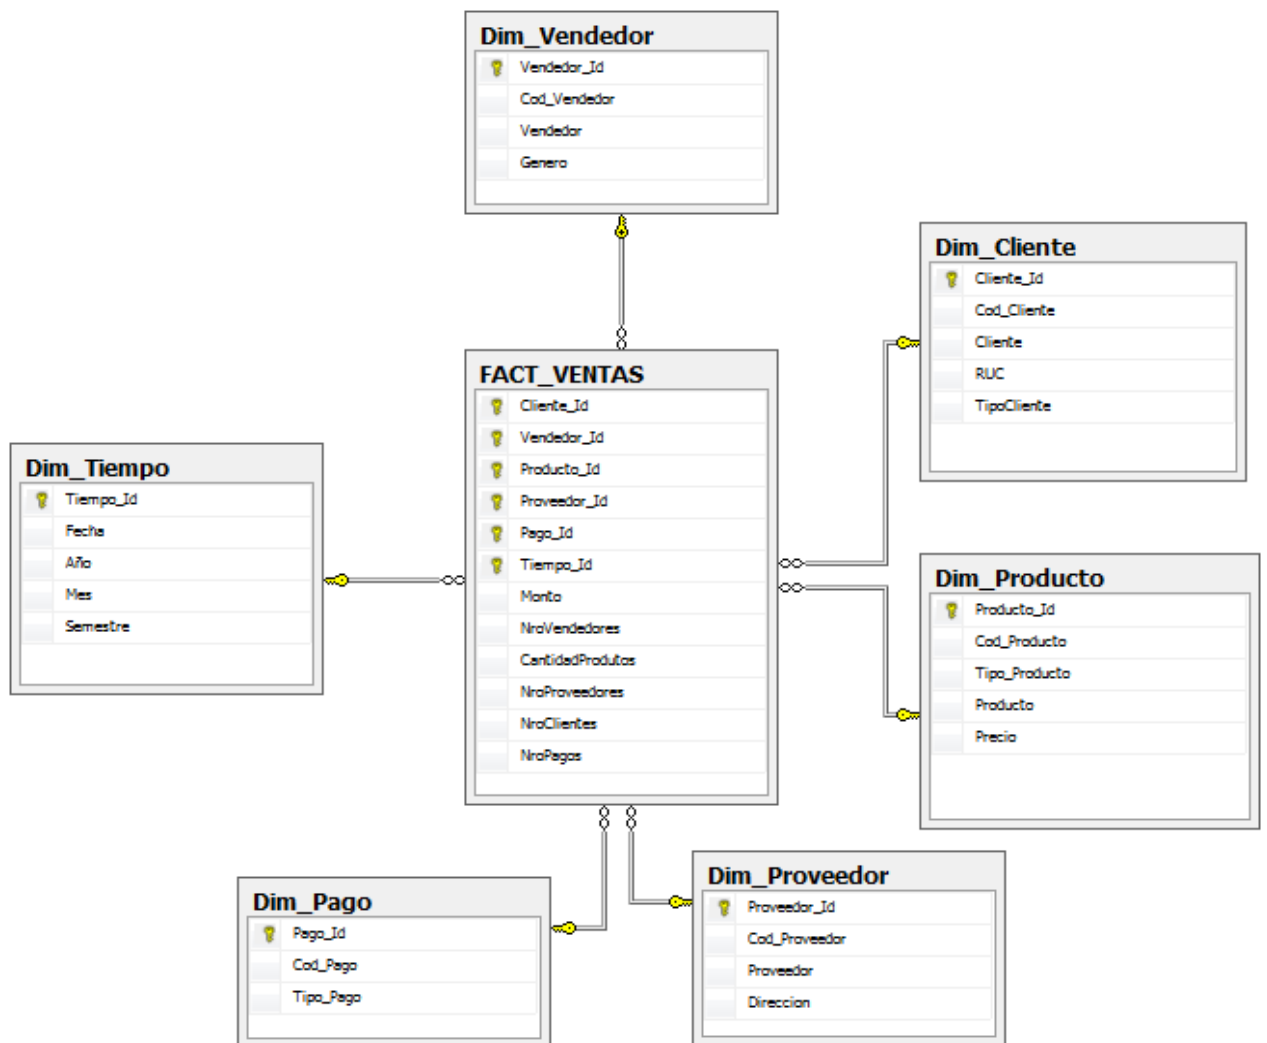 Dim_Vendedor
Vendedor_Id
Cod_Vendedor
Vendedor
Genero
Dim_Cliente
Cliente_Id
Cod_Cliente
Cliente
RUC
TipoCliente
FACT_VENTAS
Cliente_Id
Vendedor_Id
Producto_Id
Proveedor_Id
Pago_Id
Tiempo_Id
Monto
NroVendedores
CantidadProdutos
NroProveedores
NroClientes
NroPagos
Dim_Tiempo
Tiempo_Id
Fecha
Año
Mes
Semestre
Dim_Producto
Producto_Id
Cod_Producto
Tipo_Producto
Producto
Precio
Dim_Pago
Pago_Id
Cod_Pago
Tipo_Pago
Dim_Proveedor
Proveedor_Id
Cod_Proveedor
Proveedor
Direccion